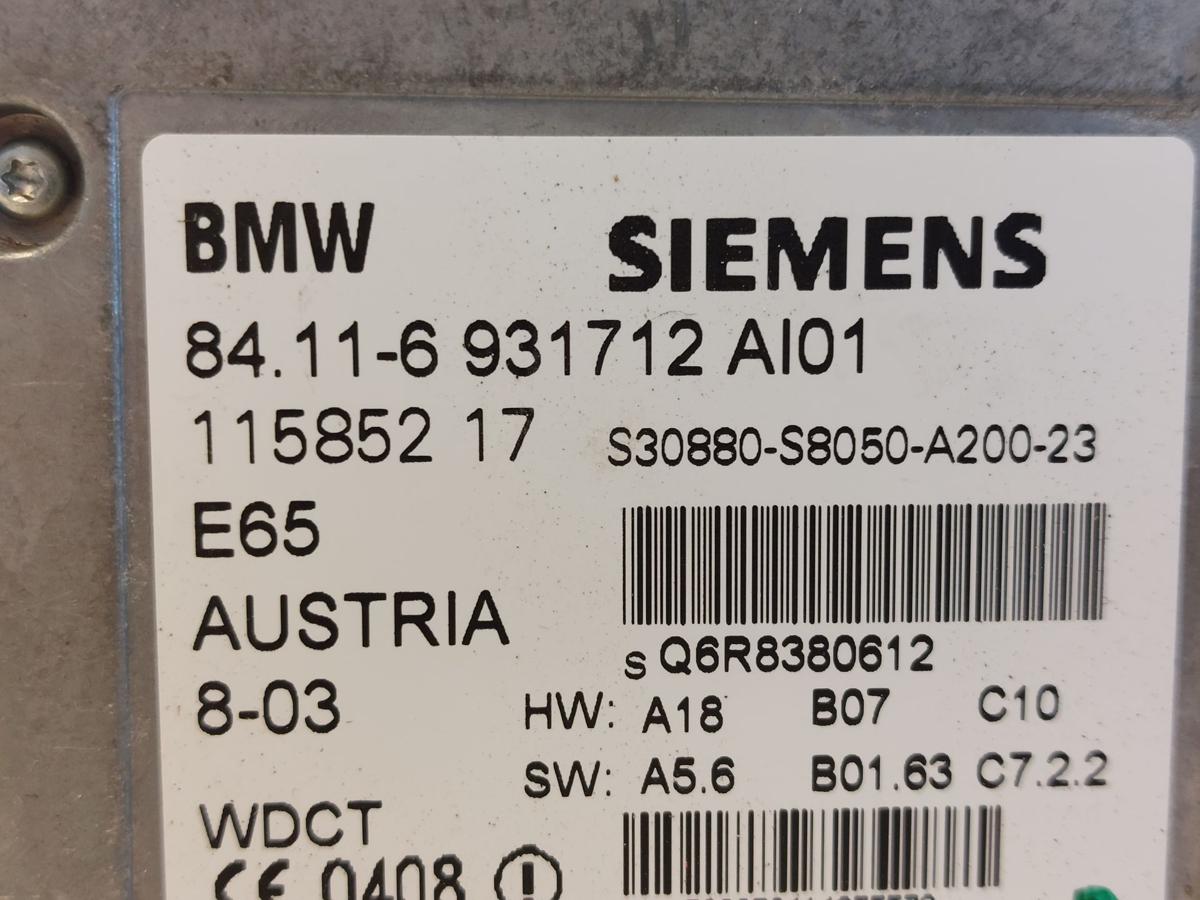 BMW SIEMENS
84.11-6 931712 AI01
115852 17 S30880-S8050-A200-23
E65
AUSTRIA
s Q6R8380612
8-03 HW: A18 B07 C10
SW: A5.6 B01.63 C7.2.2
WDCT
CE 0408 !